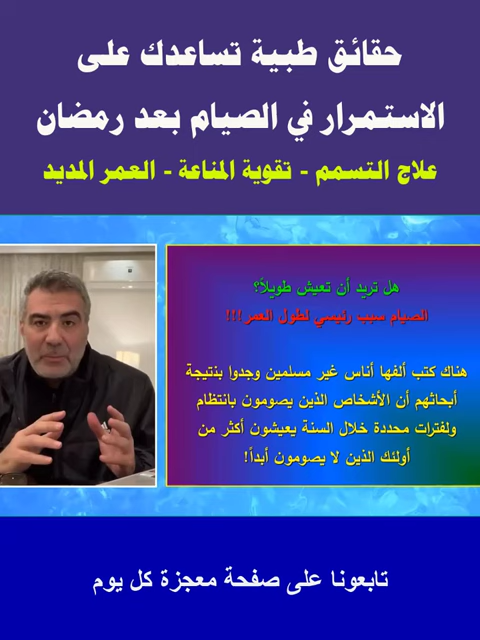 حقائق طبية تساعدك على
الاستمرار في الصيام بعد رمضان
علاج التسمم - تقوية المناعة - العمر المديد
هل تريد أن تعيش طويلاً؟
الصيام سبب رئيسي لطول العمر!!!
هناك كتب ألفها أناس غير مسلمين وجدوا بنتيجة
أبحاثهم أن الأشخاص الذين يصومون بانتظام
ولفترات محددة خلال السنة يعيشون أكثر من
أولئك الذين لا يصومون أبداً!
تابعونا على صفحة معجزة كل يوم